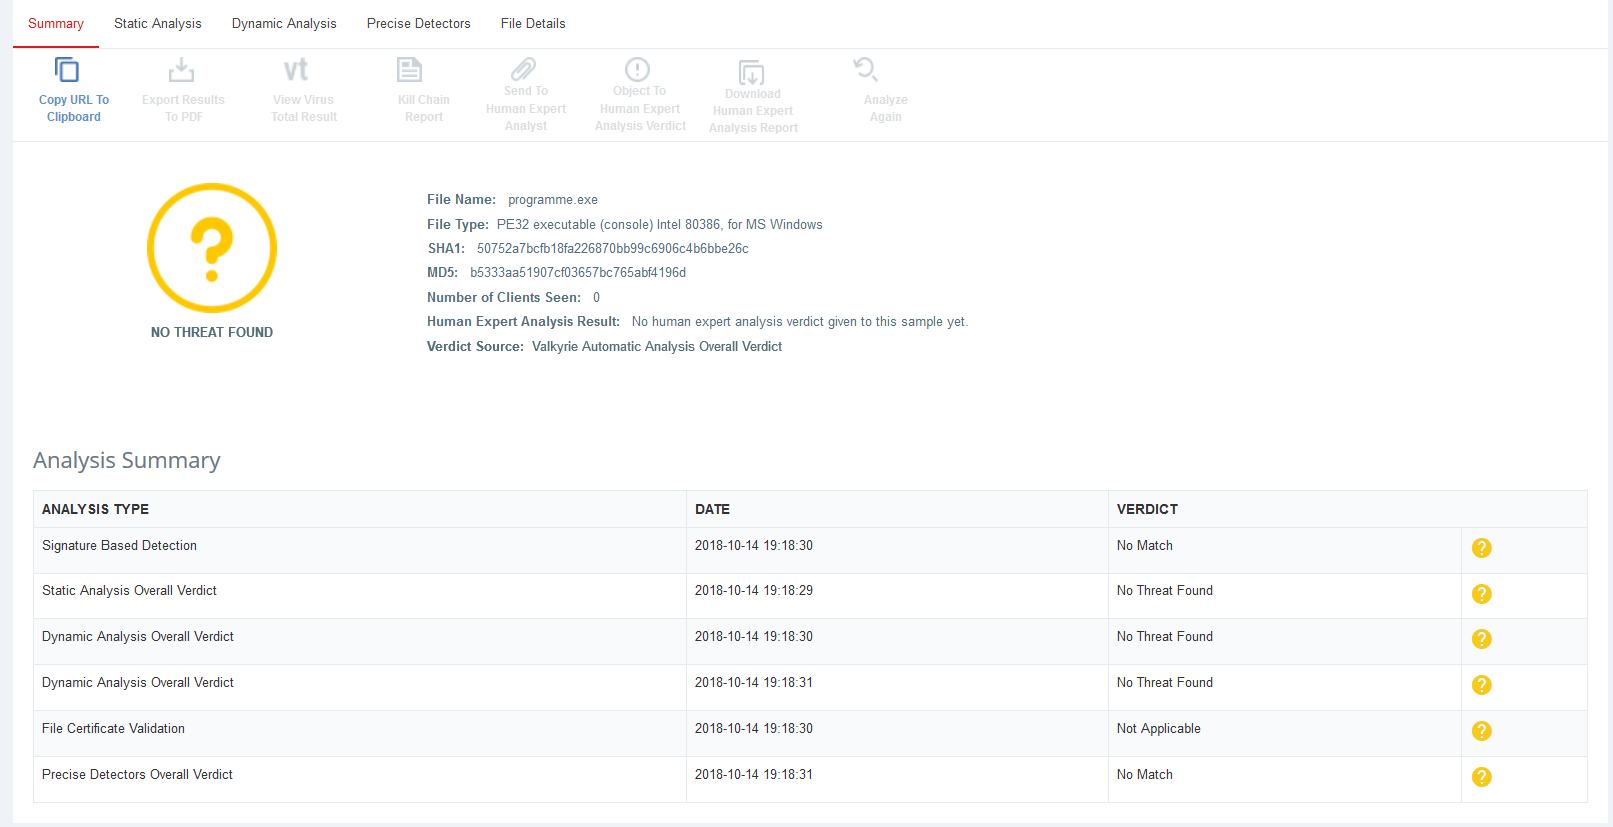 Summary Static Analysis Dynamic Analysis Precise Detectors File Details
Copy URL To Clipboard
Export Results To PDF
vt
View Virus Total Result
Kill Chain Report
Send To Human Expert Analyst
Object To Human Expert Analysis Verdict
Download Human Expert Analysis Report
Analyze Again
?
NO THREAT FOUND
File Name: programme.exe
File Type: PE32 executable (console) Intel 80386, for MS Windows
SHA1: 50752a7bcfb18fa226870bb99c6906c4b6bbe26c
MD5: b5333aa51907cf03657bc765abf4196d
Number of Clients Seen: 0
Human Expert Analysis Result: No human expert analysis verdict given to this sample yet.
Verdict Source: Valkyrie Automatic Analysis Overall Verdict
Analysis Summary
ANALYSIS TYPE DATE VERDICT
Signature Based Detection 2018-10-14 19:18:30 No Match ?
Static Analysis Overall Verdict 2018-10-14 19:18:29 No Threat Found ?
Dynamic Analysis Overall Verdict 2018-10-14 19:18:30 No Threat Found ?
Dynamic Analysis Overall Verdict 2018-10-14 19:18:31 No Threat Found ?
File Certificate Validation 2018-10-14 19:18:30 Not Applicable ?
Precise Detectors Overall Verdict 2018-10-14 19:18:31 No Match ?